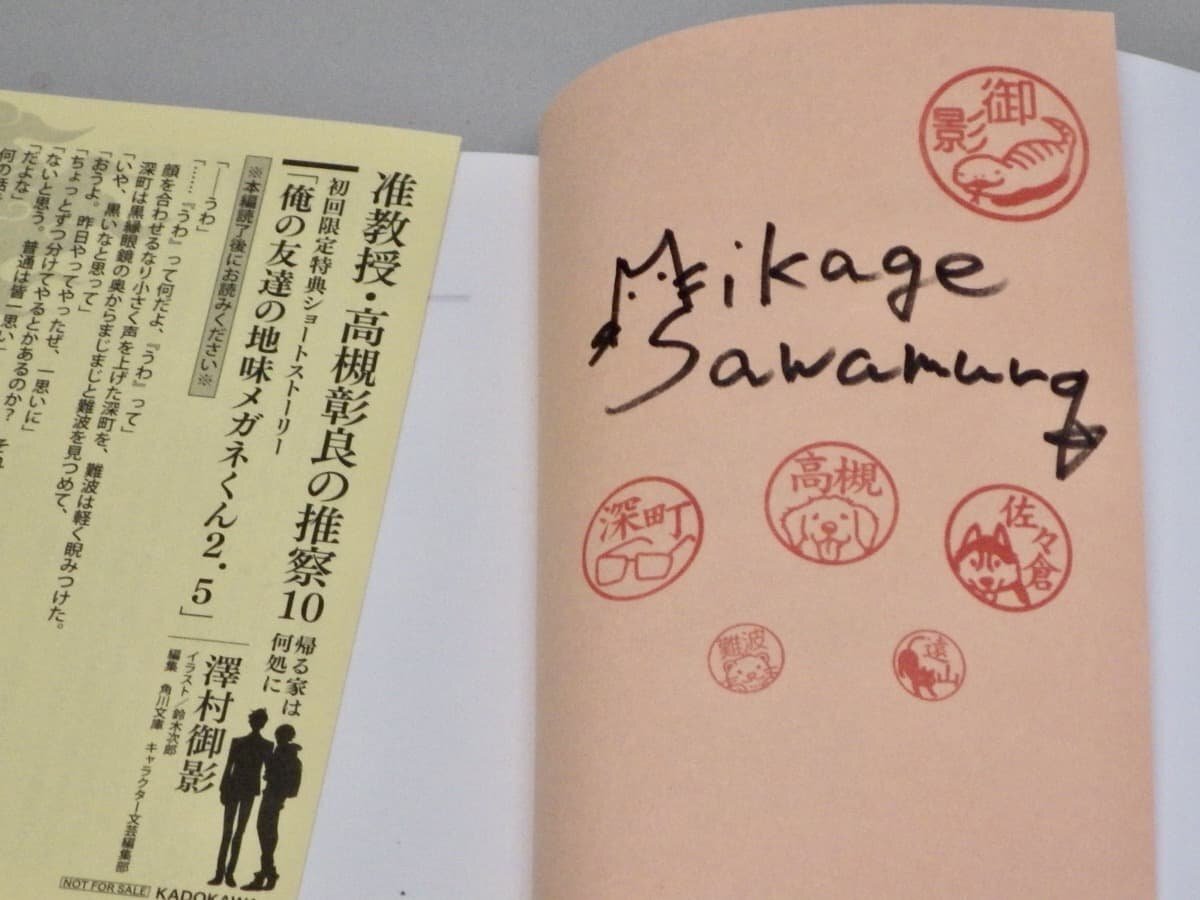 准教授・高槻彰良の推察10
帰る家は
何処に
初回限定特典ショートストーリー
「俺の友達の地味メガネくん2.5」
澤村御影
イラスト／鈴木次郎
編集 角川文庫 キャラクター文芸編集部
※本編読了後にお読みください※
「――うわ」
「……『うわ』って何だよ、『うわ』って」
顔を合わせるなり小さく声を上げた深町を、難波は軽く睨みつけた。
深町は黒縁眼鏡の奥からまじまじと難波を見つめて、
「いや、黒いなと思って」
「おうよ。昨日やってやったぜ、一思いに」
「ちょっとずつ分けてやるとかあるのか？
「ないと思う。普通は皆一思い
「だよな」
何の話
NOT FOR SALE
KADOKAW
御影
Mikage
Sawamura
深町
高槻
佐々倉
難波
遠山